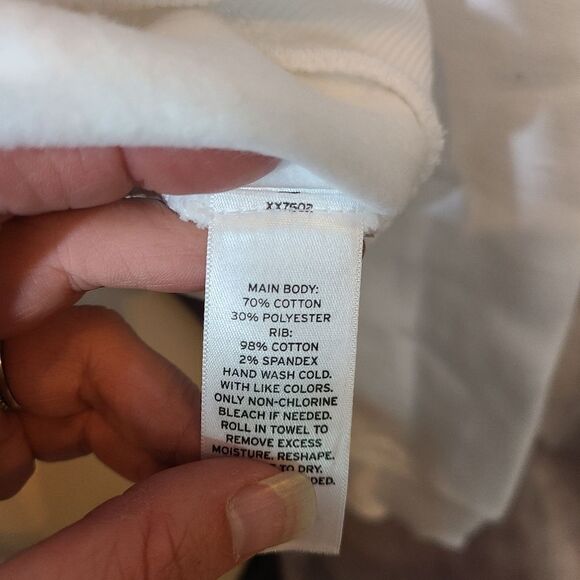 XX7502
MAIN BODY:
70% COTTON
30% POLYESTER
RIB:
98% COTTON
2% SPANDEX
HAND WASH COLD.
WITH LIKE COLORS.
ONLY NON-CHLORINE
BLEACH IF NEEDED.
ROLL IN TOWEL TO
REMOVE EXCESS
MOISTURE. RESHAPE.
TO DRY.